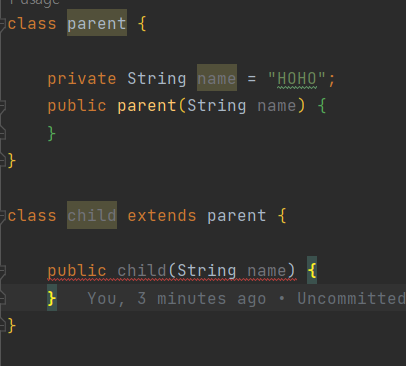 1 usage
class parent {
private String name = "HOHO";
public parent(String name) {
}
}
class child extends parent {
public child(String name) {
} You, 3 minutes ago • Uncommitted
}